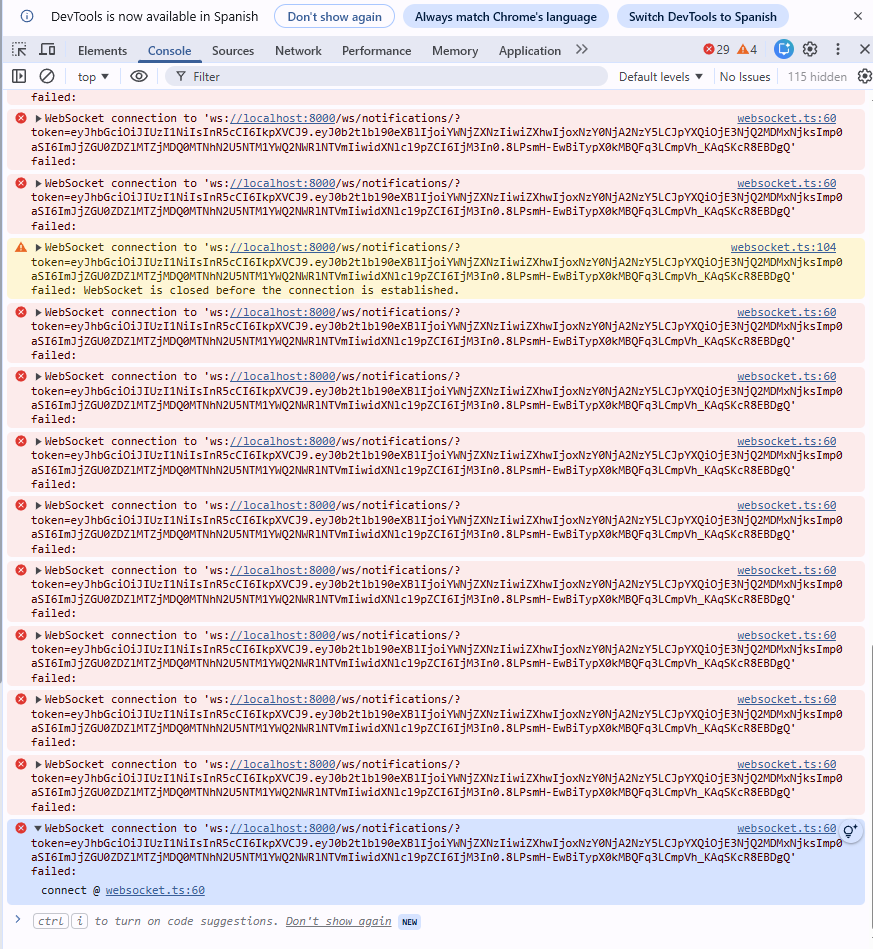 DevTools is now available in Spanish Don't show again Always match Chrome's language Switch DevTools to Spanish
Elements Console Sources Network Performance Memory Application 29 4
top Filter Default levels No Issues 115 hidden
failed:
WebSocket connection to 'ws://localhost:8000/ws/notifications/? websocket.ts:60
token=eyJhbGciOiJIUzI1NiIsInR5cCI6IkpXVCJ9.eyJ0b2tlbl90eXBlIjoiYWNjZXNzIiwiZXhwIjoxNzY0NjA2NzY5LCJpYXQiOjE3NjQ2MDMxNjksImp0
aSI6ImJjZGU0ZDZlMTZjMDQ0MTNhN2U5NTM1YWQ2NWRlNTVmIiwidXNlcl9pZCI6IjM3In0.8LPsmH-EwBiTypX0kMBQFq3LCmpVh_KAqSKcR8EBDgQ'
failed:
WebSocket connection to 'ws://localhost:8000/ws/notifications/? websocket.ts:60
token=eyJhbGciOiJIUzI1NiIsInR5cCI6IkpXVCJ9.eyJ0b2tlbl90eXBlIjoiYWNjZXNzIiwiZXhwIjoxNzY0NjA2NzY5LCJpYXQiOjE3NjQ2MDMxNjksImp0
aSI6ImJjZGU0ZDZlMTZjMDQ0MTNhN2U5NTM1YWQ2NWRlNTVmIiwidXNlcl9pZCI6IjM3In0.8LPsmH-EwBiTypX0kMBQFq3LCmpVh_KAqSKcR8EBDgQ'
failed:
WebSocket connection to 'ws://localhost:8000/ws/notifications/? websocket.ts:104
token=eyJhbGciOiJIUzI1NiIsInR5cCI6IkpXVCJ9.eyJ0b2tlbl90eXBlIjoiYWNjZXNzIiwiZXhwIjoxNzY0NjA2NzY5LCJpYXQiOjE3NjQ2MDMxNjksImp0
aSI6ImJjZGU0ZDZlMTZjMDQ0MTNhN2U5NTM1YWQ2NWRlNTVmIiwidXNlcl9pZCI6IjM3In0.8LPsmH-EwBiTypX0kMBQFq3LCmpVh_KAqSKcR8EBDgQ'
failed: WebSocket is closed before the connection is established.
WebSocket connection to 'ws://localhost:8000/ws/notifications/? websocket.ts:60
token=eyJhbGciOiJIUzI1NiIsInR5cCI6IkpXVCJ9.eyJ0b2tlbl90eXBlIjoiYWNjZXNzIiwiZXhwIjoxNzY0NjA2NzY5LCJpYXQiOjE3NjQ2MDMxNjksImp0
aSI6ImJjZGU0ZDZlMTZjMDQ0MTNhN2U5NTM1YWQ2NWRlNTVmIiwidXNlcl9pZCI6IjM3In0.8LPsmH-EwBiTypX0kMBQFq3LCmpVh_KAqSKcR8EBDgQ'
failed:
WebSocket connection to 'ws://localhost:8000/ws/notifications/? websocket.ts:60
token=eyJhbGciOiJIUzI1NiIsInR5cCI6IkpXVCJ9.eyJ0b2tlbl90eXBlIjoiYWNjZXNzIiwiZXhwIjoxNzY0NjA2NzY5LCJpYXQiOjE3NjQ2MDMxNjksImp0
aSI6ImJjZGU0ZDZlMTZjMDQ0MTNhN2U5NTM1YWQ2NWRlNTVmIiwidXNlcl9pZCI6IjM3In0.8LPsmH-EwBiTypX0kMBQFq3LCmpVh_KAqSKcR8EBDgQ'
failed:
WebSocket connection to 'ws://localhost:8000/ws/notifications/? websocket.ts:60
token=eyJhbGciOiJIUzI1NiIsInR5cCI6IkpXVCJ9.eyJ0b2tlbl90eXBlIjoiYWNjZXNzIiwiZXhwIjoxNzY0NjA2NzY5LCJpYXQiOjE3NjQ2MDMxNjksImp0
aSI6ImJjZGU0ZDZlMTZjMDQ0MTNhN2U5NTM1YWQ2NWRlNTVmIiwidXNlcl9pZCI6IjM3In0.8LPsmH-EwBiTypX0kMBQFq3LCmpVh_KAqSKcR8EBDgQ'
failed:
WebSocket connection to 'ws://localhost:8000/ws/notifications/? websocket.ts:60
token=eyJhbGciOiJIUzI1NiIsInR5cCI6IkpXVCJ9.eyJ0b2tlbl90eXBlIjoiYWNjZXNzIiwiZXhwIjoxNzY0NjA2NzY5LCJpYXQiOjE3NjQ2MDMxNjksImp0
aSI6ImJjZGU0ZDZlMTZjMDQ0MTNhN2U5NTM1YWQ2NWRlNTVmIiwidXNlcl9pZCI6IjM3In0.8LPsmH-EwBiTypX0kMBQFq3LCmpVh_KAqSKcR8EBDgQ'
failed:
WebSocket connection to 'ws://localhost:8000/ws/notifications/? websocket.ts:60
token=eyJhbGciOiJIUzI1NiIsInR5cCI6IkpXVCJ9.eyJ0b2tlbl90eXBlIjoiYWNjZXNzIiwiZXhwIjoxNzY0NjA2NzY5LCJpYXQiOjE3NjQ2MDMxNjksImp0
aSI6ImJjZGU0ZDZlMTZjMDQ0MTNhN2U5NTM1YWQ2NWRlNTVmIiwidXNlcl9pZCI6IjM3In0.8LPsmH-EwBiTypX0kMBQFq3LCmpVh_KAqSKcR8EBDgQ'
failed:
WebSocket connection to 'ws://localhost:8000/ws/notifications/? websocket.ts:60
token=eyJhbGciOiJIUzI1NiIsInR5cCI6IkpXVCJ9.eyJ0b2tlbl90eXBlIjoiYWNjZXNzIiwiZXhwIjoxNzY0NjA2NzY5LCJpYXQiOjE3NjQ2MDMxNjksImp0
aSI6ImJjZGU0ZDZlMTZjMDQ0MTNhN2U5NTM1YWQ2NWRlNTVmIiwidXNlcl9pZCI6IjM3In0.8LPsmH-EwBiTypX0kMBQFq3LCmpVh_KAqSKcR8EBDgQ'
failed:
WebSocket connection to 'ws://localhost:8000/ws/notifications/? websocket.ts:60
token=eyJhbGciOiJIUzI1NiIsInR5cCI6IkpXVCJ9.eyJ0b2tlbl90eXBlIjoiYWNjZXNzIiwiZXhwIjoxNzY0NjA2NzY5LCJpYXQiOjE3NjQ2MDMxNjksImp0
aSI6ImJjZGU0ZDZlMTZjMDQ0MTNhN2U5NTM1YWQ2NWRlNTVmIiwidXNlcl9pZCI6IjM3In0.8LPsmH-EwBiTypX0kMBQFq3LCmpVh_KAqSKcR8EBDgQ'
failed:
WebSocket connection to 'ws://localhost:8000/ws/notifications/? websocket.ts:60
token=eyJhbGciOiJIUzI1NiIsInR5cCI6IkpXVCJ9.eyJ0b2tlbl90eXBlIjoiYWNjZXNzIiwiZXhwIjoxNzY0NjA2NzY5LCJpYXQiOjE3NjQ2MDMxNjksImp0
aSI6ImJjZGU0ZDZlMTZjMDQ0MTNhN2U5NTM1YWQ2NWRlNTVmIiwidXNlcl9pZCI6IjM3In0.8LPsmH-EwBiTypX0kMBQFq3LCmpVh_KAqSKcR8EBDgQ'
failed:
WebSocket connection to 'ws://localhost:8000/ws/notifications/? websocket.ts:60
token=eyJhbGciOiJIUzI1NiIsInR5cCI6IkpXVCJ9.eyJ0b2tlbl90eXBlIjoiYWNjZXNzIiwiZXhwIjoxNzY0NjA2NzY5LCJpYXQiOjE3NjQ2MDMxNjksImp0
aSI6ImJjZGU0ZDZlMTZjMDQ0MTNhN2U5NTM1YWQ2NWRlNTVmIiwidXNlcl9pZCI6IjM3In0.8LPsmH-EwBiTypX0kMBQFq3LCmpVh_KAqSKcR8EBDgQ'
failed:
connect @ websocket.ts:60
ctrl i to turn on code suggestions. Don't show again NEW